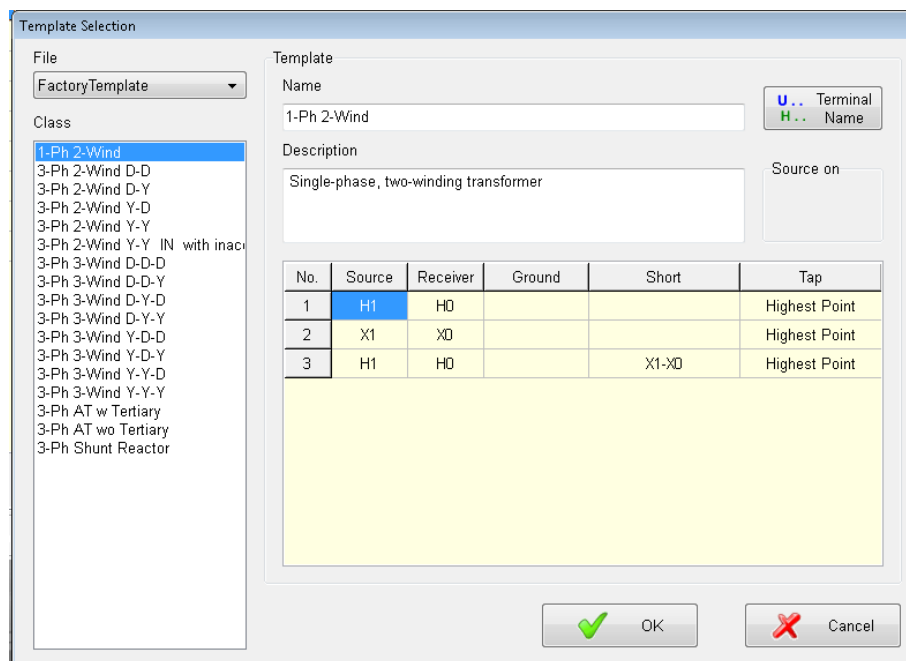 Template Selection
File
FactoryTemplate
Class
1-Ph 2-Wind
3-Ph 2-Wind D-D
3-Ph 2-Wind D-Y
3-Ph 2-Wind Y-D
3-Ph 2-Wind Y-Y
3-Ph 2-Wind Y-Y IN with inac
3-Ph 3-Wind D-D-D
3-Ph 3-Wind D-D-Y
3-Ph 3-Wind D-Y-D
3-Ph 3-Wind D-Y-Y
3-Ph 3-Wind Y-D-D
3-Ph 3-Wind Y-D-Y
3-Ph 3-Wind Y-Y-D
3-Ph 3-Wind Y-Y-Y
3-Ph AT w Tertiary
3-Ph AT wo Tertiary
3-Ph Shunt Reactor
Template
Name
1-Ph 2-Wind
U.. Terminal
H.. Name
Description
Single-phase, two-winding transformer
Source on
No. Source Receiver Ground Short Tap
1 H1 H0 Highest Point
2 X1 X0 Highest Point
3 H1 H0 X1-X0 Highest Point
OK
Cancel